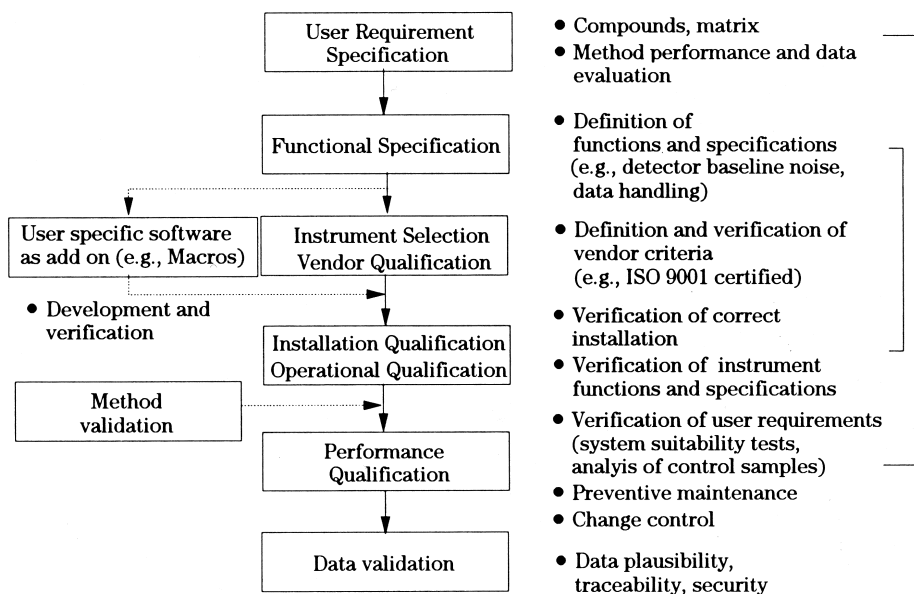 User Requirement
Specification
• Compounds, matrix
• Method performance and data
evaluation
Functional Specification
• Definition of
functions and specifications
(e.g., detector baseline noise,
data handling)
User specific software
as add on (e.g., Macros)
Instrument Selection
Vendor Qualification
• Definition and verification of
vendor criteria
(e.g., ISO 9001 certified)
• Development and
verification
Installation Qualification
Operational Qualification
• Verification of correct
installation
• Verification of instrument
functions and specifications
Method
validation
Performance
Qualification
• Verification of user requirements
(system suitability tests,
analyis of control samples)
• Preventive maintenance
• Change control
Data validation
• Data plausibility,
traceability, security